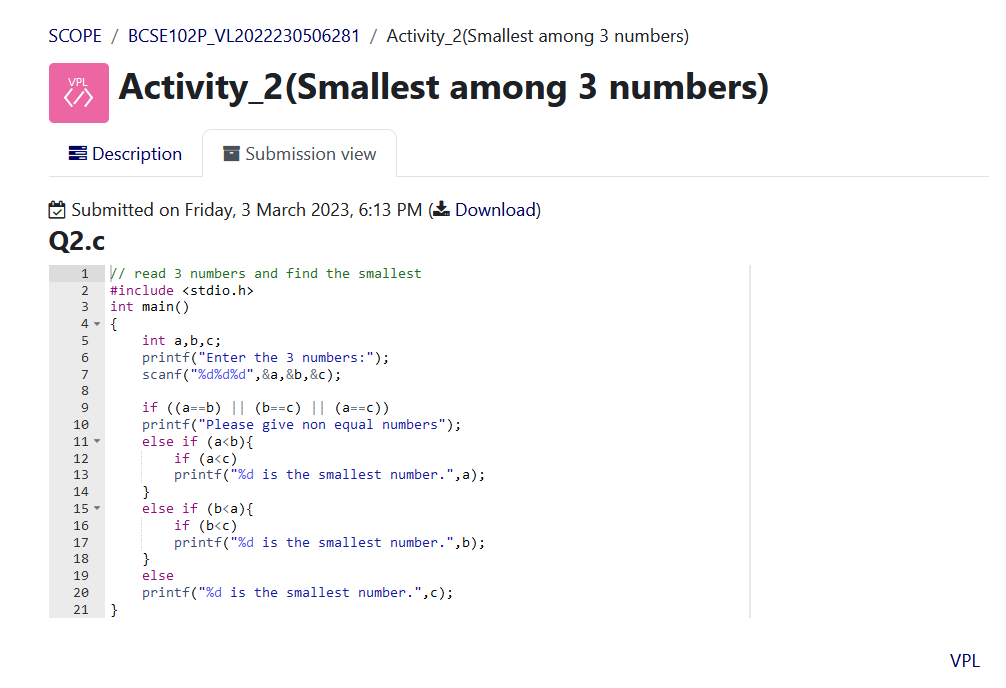 SCOPE / BCSE102P_VL2022230506281 / Activity_2(Smallest among 3 numbers)
VPL
</>
Activity_2(Smallest among 3 numbers)
Description
Submission view
Submitted on Friday, 3 March 2023, 6:13 PM (Download)
Q2.c
1 // read 3 numbers and find the smallest
2 #include <stdio.h>
3 int main()
4 {
5     int a,b,c;
6     printf("Enter the 3 numbers:");
7     scanf("%d%d%d",&a,&b,&c);
8
9     if ((a==b) || (b==c) || (a==c))
10     printf("Please give non equal numbers");
11     else if (a<b){
12         if (a<c)
13         printf("%d is the smallest number.",a);
14     }
15     else if (b<a){
16         if (b<c)
17         printf("%d is the smallest number.",b);
18     }
19     else
20     printf("%d is the smallest number.",c);
21 }
VPL